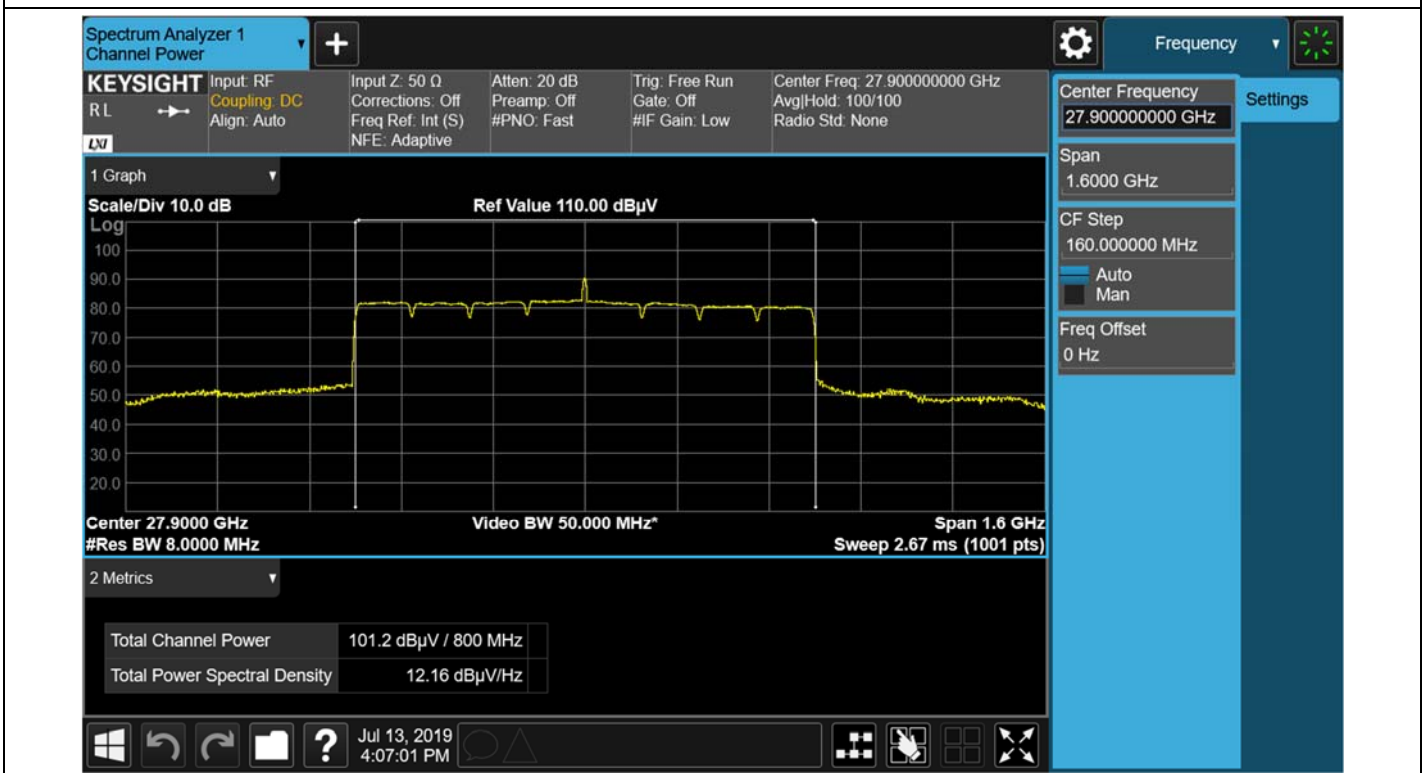 Spectrum Analyzer 1
Channel Power
+
Frequency
KEYSIGHT
R L
LXI
Input: RF
Coupling: DC
Align: Auto
Input Z: 50 Ω
Corrections: Off
Freq Ref: Int (S)
NFE: Adaptive
Atten: 20 dB
Preamp: Off
#PNO: Fast
Trig: Free Run
Gate: Off
#IF Gain: Low
Center Freq: 27.900000000 GHz
Avg|Hold: 100/100
Radio Std: None
Center Frequency
27.900000000 GHz
Settings
Span
1.6000 GHz
CF Step
160.000000 MHz
Auto
Man
Freq Offset
0 Hz
1 Graph
Scale/Div 10.0 dB
Ref Value 110.00 dBµV
Log
100
90.0
80.0
70.0
60.0
50.0
40.0
30.0
20.0
Center 27.9000 GHz
Video BW 50.000 MHz*
Span 1.6 GHz
#Res BW 8.0000 MHz
Sweep 2.67 ms (1001 pts)
2 Metrics
Total Channel Power 101.2 dBµV / 800 MHz
Total Power Spectral Density 12.16 dBµV/Hz
?
Jul 13, 2019
4:07:01 PM